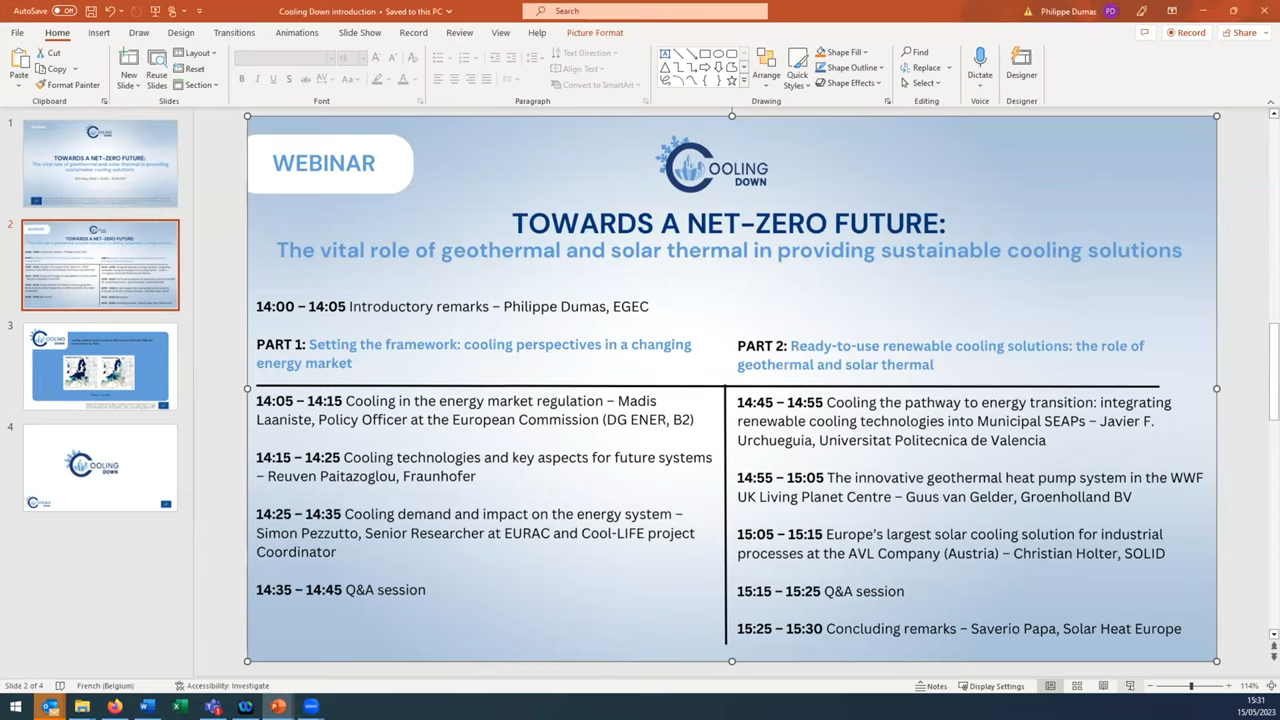 AutoSave Off
Cooling Down introduction • Saved to this PC
Search
Philippe Dumas PD
File Home Insert Draw Design Transitions Animations Slide Show Record Review View Help Picture Format
Record Share
Paste
Cut
Copy
Format Painter
Clipboard
New Slide
Reuse Slides
Layout
Reset
Section
Slides
18
B I U S ab AV Aa A
Font
Text Direction
Align Text
Convert to SmartArt
Paragraph
Arrange
Quick Styles
Shape Fill
Shape Outline
Shape Effects
Drawing
Find
Replace
Select
Editing
Dictate
Voice
Designer
Designer
1
2
3
4
WEBINAR
COOLING
DOWN
TOWARDS A NET-ZERO FUTURE:
The vital role of geothermal and solar thermal in providing sustainable cooling solutions
14:00 – 14:05 Introductory remarks – Philippe Dumas, EGEC
PART 1: Setting the framework: cooling perspectives in a changing
energy market
14:05 – 14:15 Cooling in the energy market regulation – Madis
Laaniste, Policy Officer at the European Commission (DG ENER, B2)
14:15 – 14:25 Cooling technologies and key aspects for future systems
– Reuven Paitazoglou, Fraunhofer
14:25 – 14:35 Cooling demand and impact on the energy system –
Simon Pezzutto, Senior Researcher at EURAC and Cool-LIFE project
Coordinator
14:35 – 14:45 Q&A session
PART 2: Ready-to-use renewable cooling solutions: the role of
geothermal and solar thermal
14:45 – 14:55 Cooling the pathway to energy transition: integrating
renewable cooling technologies into Municipal SEAPs – Javier F.
Urchueguia, Universitat Politecnica de Valencia
14:55 – 15:05 The innovative geothermal heat pump system in the WWF
UK Living Planet Centre – Guus van Gelder, Groenholland BV
15:05 – 15:15 Europe's largest solar cooling solution for industrial
processes at the AVL Company (Austria) – Christian Holter, SOLID
15:15 – 15:25 Q&A session
15:25 – 15:30 Concluding remarks – Saverio Papa, Solar Heat Europe
Slide 2 of 4 French (Belgium) Accessibility: Investigate
Notes Display Settings 114%
15:31
15/05/2023